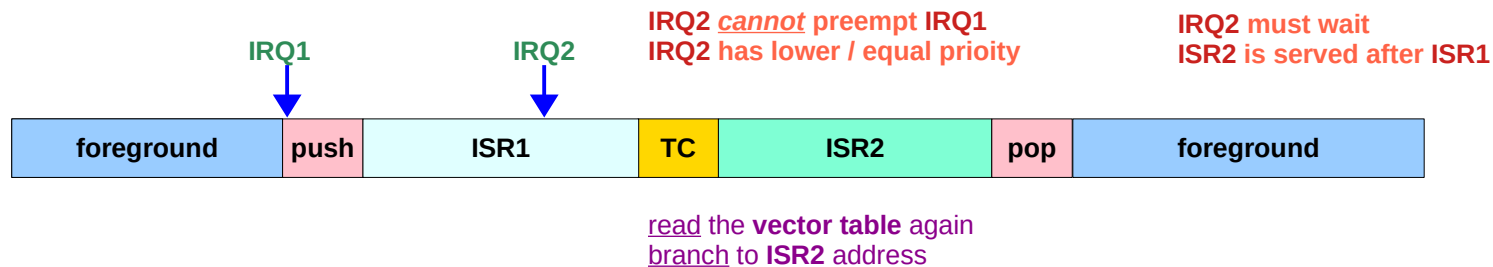 IRQ2 cannot preempt IRQ1
IRQ2 has lower / equal prioity
IRQ2 must wait
ISR2 is served after ISR1
IRQ1
IRQ2
foreground
push
ISR1
TC
ISR2
pop
foreground
read the vector table again
branch to ISR2 address